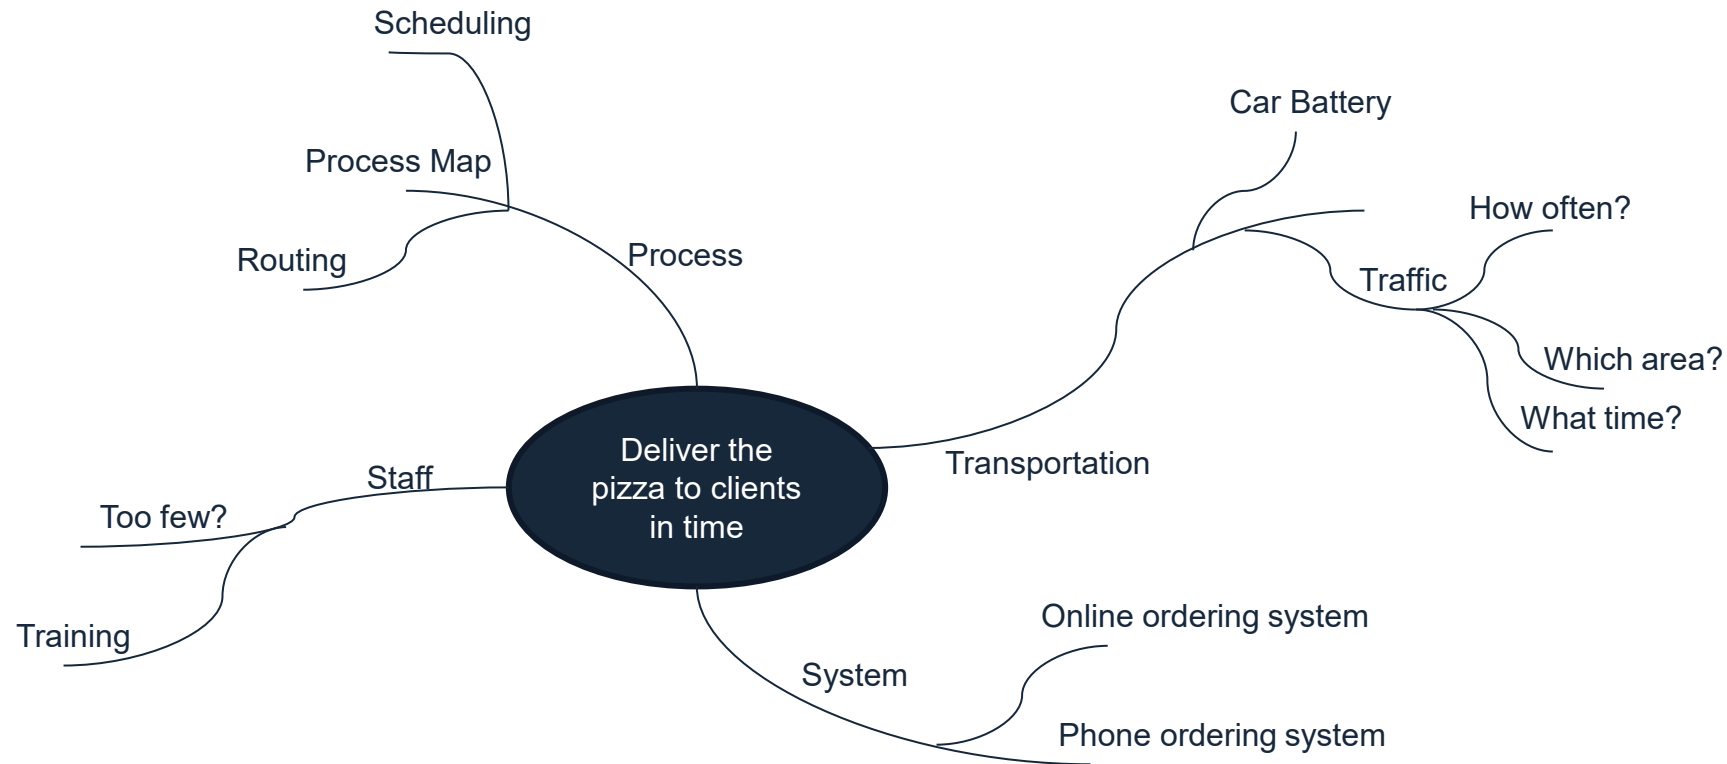 Scheduling
Car Battery
Process Map
How often?
Routing
Process
Traffic
Which area?
What time?
Deliver the
pizza to clients
in time
Transportation
Staff
Too few?
Training
Online ordering system
System
Phone ordering system